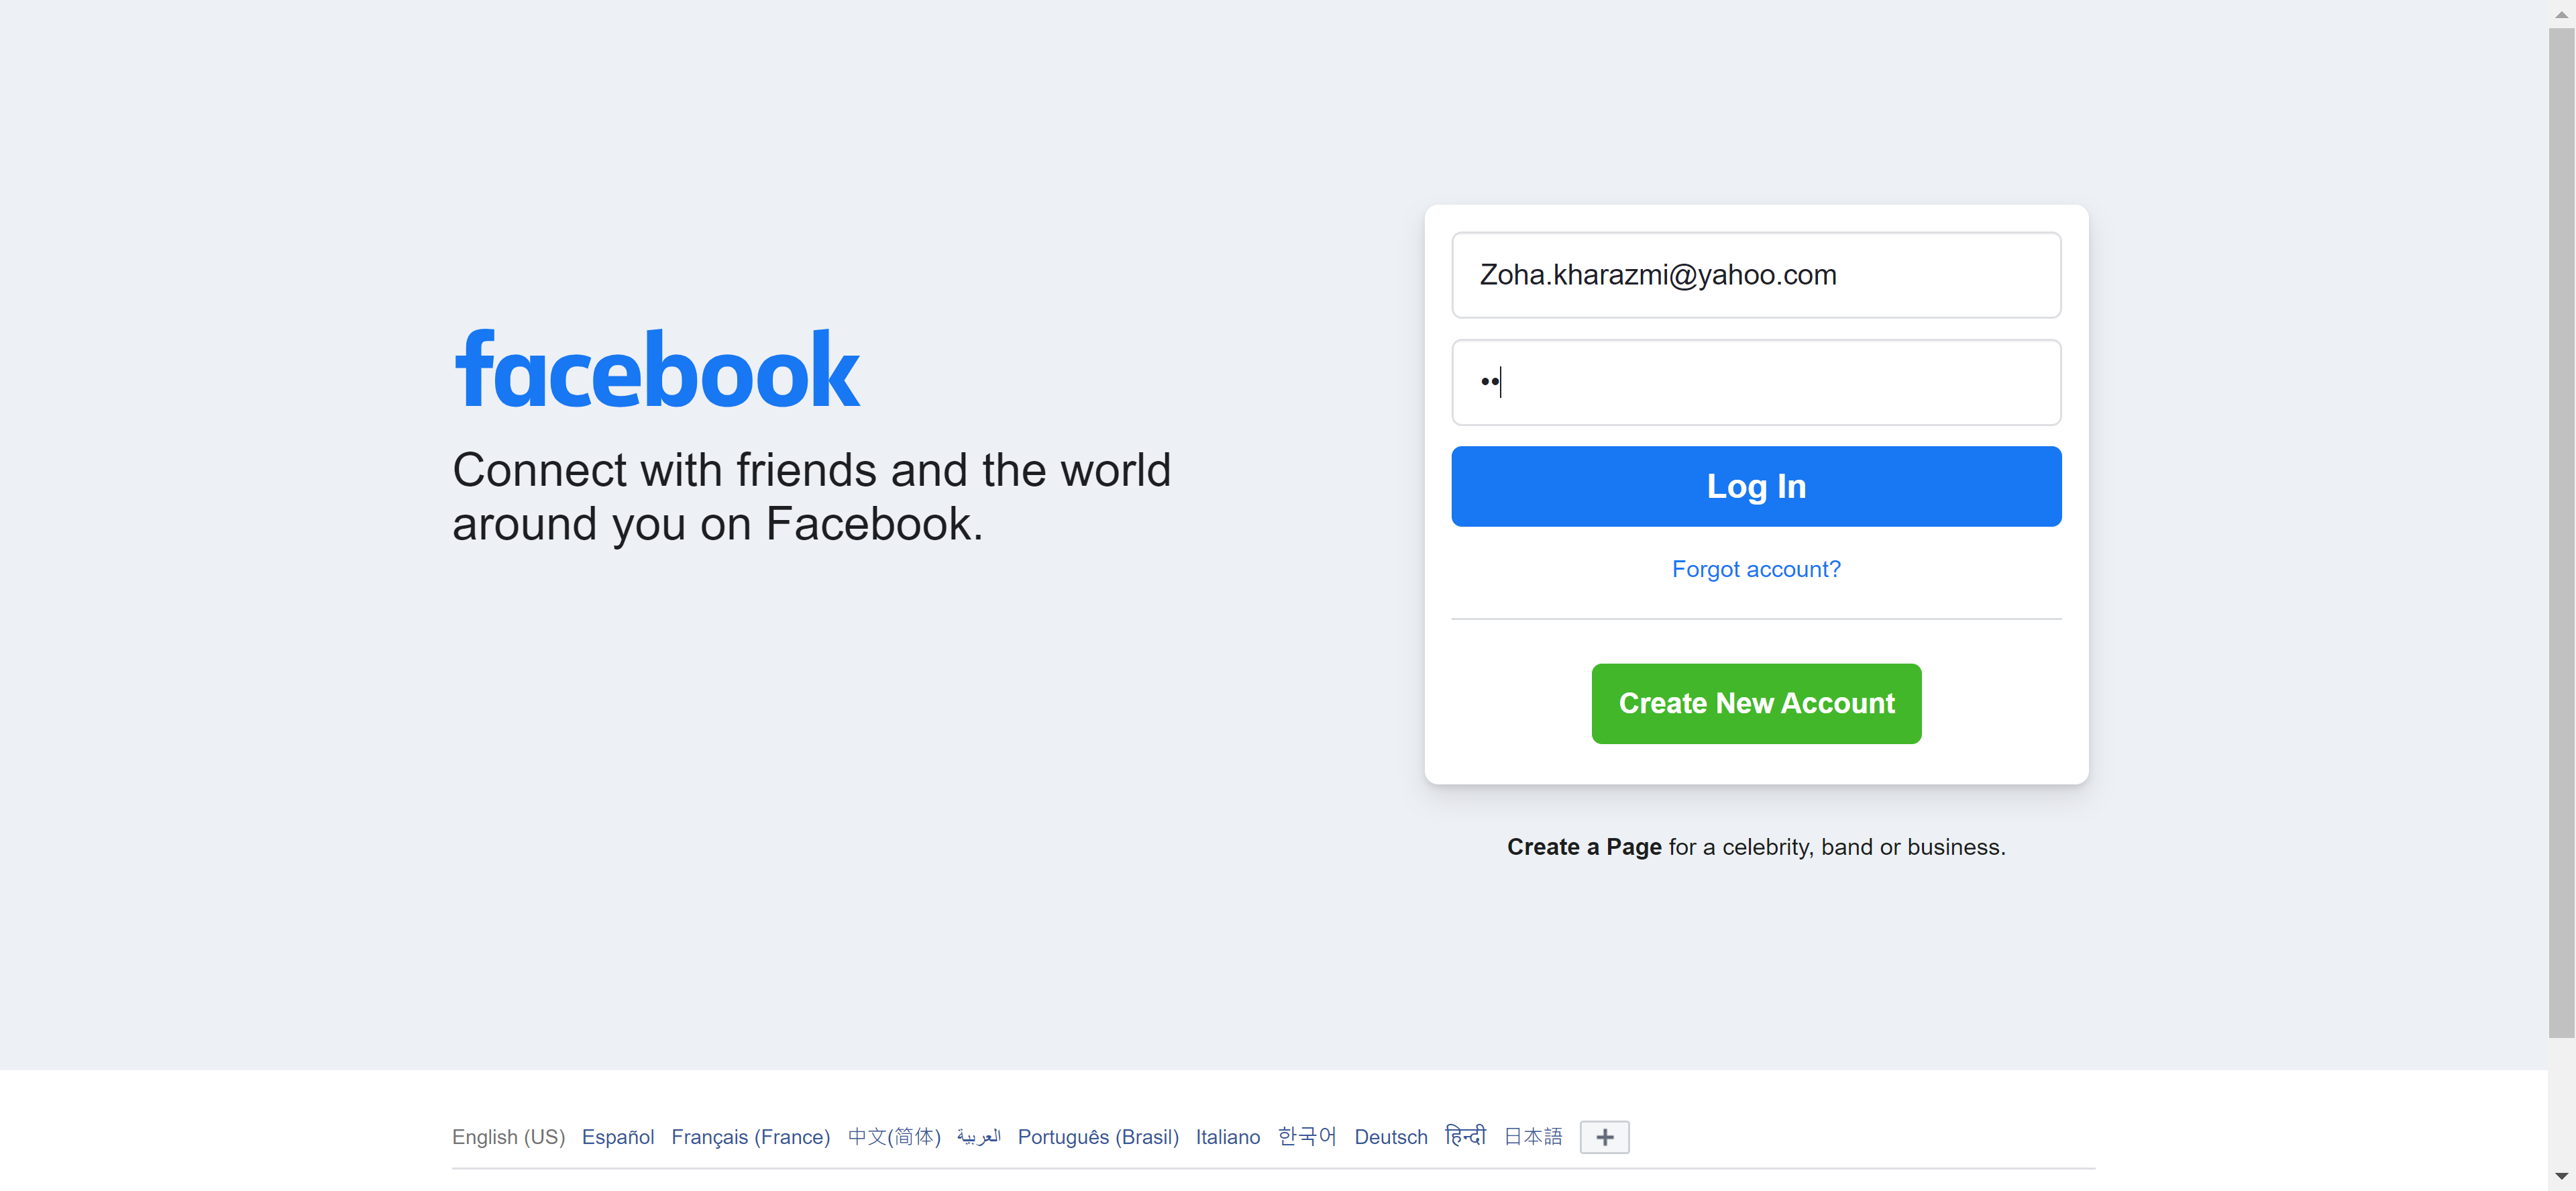 facebook
Connect with friends and the world
around you on Facebook.
Zoha.kharazmi@yahoo.com
••
Log In
Forgot account?
Create New Account
Create a Page for a celebrity, band or business.
English (US) Español Français (France) 中文(简体) العربية Português (Brasil) Italiano 한국어 Deutsch हिन्दी 日本語 +